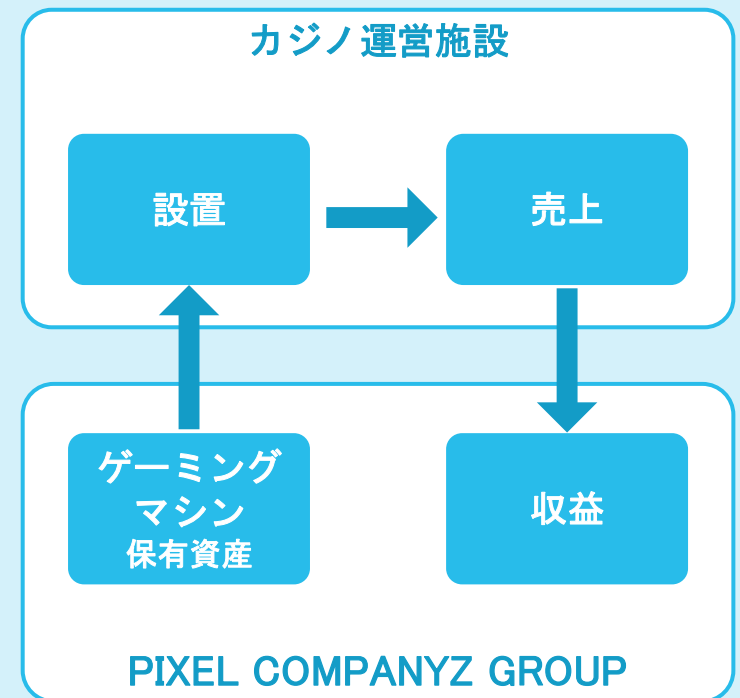 カジノ運営施設
設置
売上
ゲーミング
マシン
保有資産
収益
PIXEL COMPANYZ GROUP